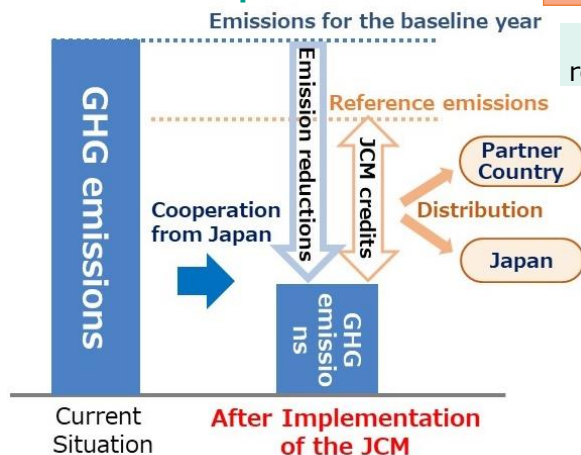 Emissions for the baseline year
GHG emissions
Emission reductions
Reference emissions
JCM credits
Partner
Country
Cooperation
from Japan
Distribution
Japan
GHG
emissio
ns
Current
Situation
After Implementation
of the JCM